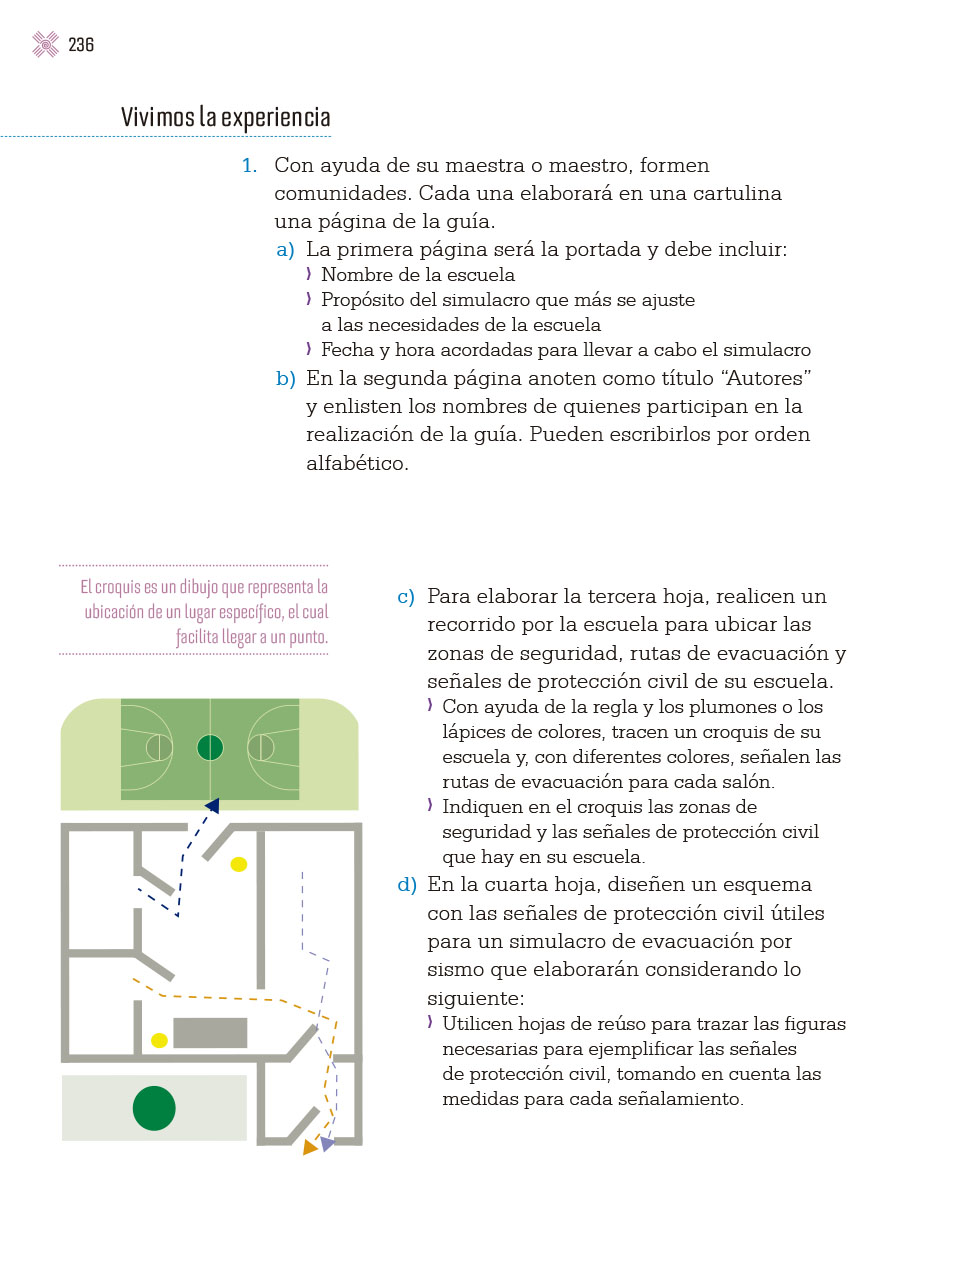 236
Vivimos la experiencia
1. Con ayuda de su maestra o maestro, formen
comunidades. Cada una elaborará en una cartulina
una página de la guía.
a) La primera página será la portada y debe incluir:
⟩ Nombre de la escuela
⟩ Propósito del simulacro que más se ajuste
a las necesidades de la escuela
⟩ Fecha y hora acordadas para llevar a cabo el simulacro
b) En la segunda página anoten como título “Autores”
y enlisten los nombres de quienes participan en la
realización de la guía. Pueden escribirlos por orden
alfabético.
El croquis es un dibujo que representa la
ubicación de un lugar específico, el cual
facilita llegar a un punto.
c) Para elaborar la tercera hoja, realicen un
recorrido por la escuela para ubicar las
zonas de seguridad, rutas de evacuación y
señales de protección civil de su escuela.
⟩ Con ayuda de la regla y los plumones o los
lápices de colores, tracen un croquis de su
escuela y, con diferentes colores, señalen las
rutas de evacuación para cada salón.
⟩ Indiquen en el croquis las zonas de
seguridad y las señales de protección civil
que hay en su escuela.
d) En la cuarta hoja, diseñen un esquema
con las señales de protección civil útiles
para un simulacro de evacuación por
sismo que elaborarán considerando lo
siguiente:
⟩ Utilicen hojas de reúso para trazar las figuras
necesarias para ejemplificar las señales
de protección civil, tomando en cuenta las
medidas para cada señalamiento.